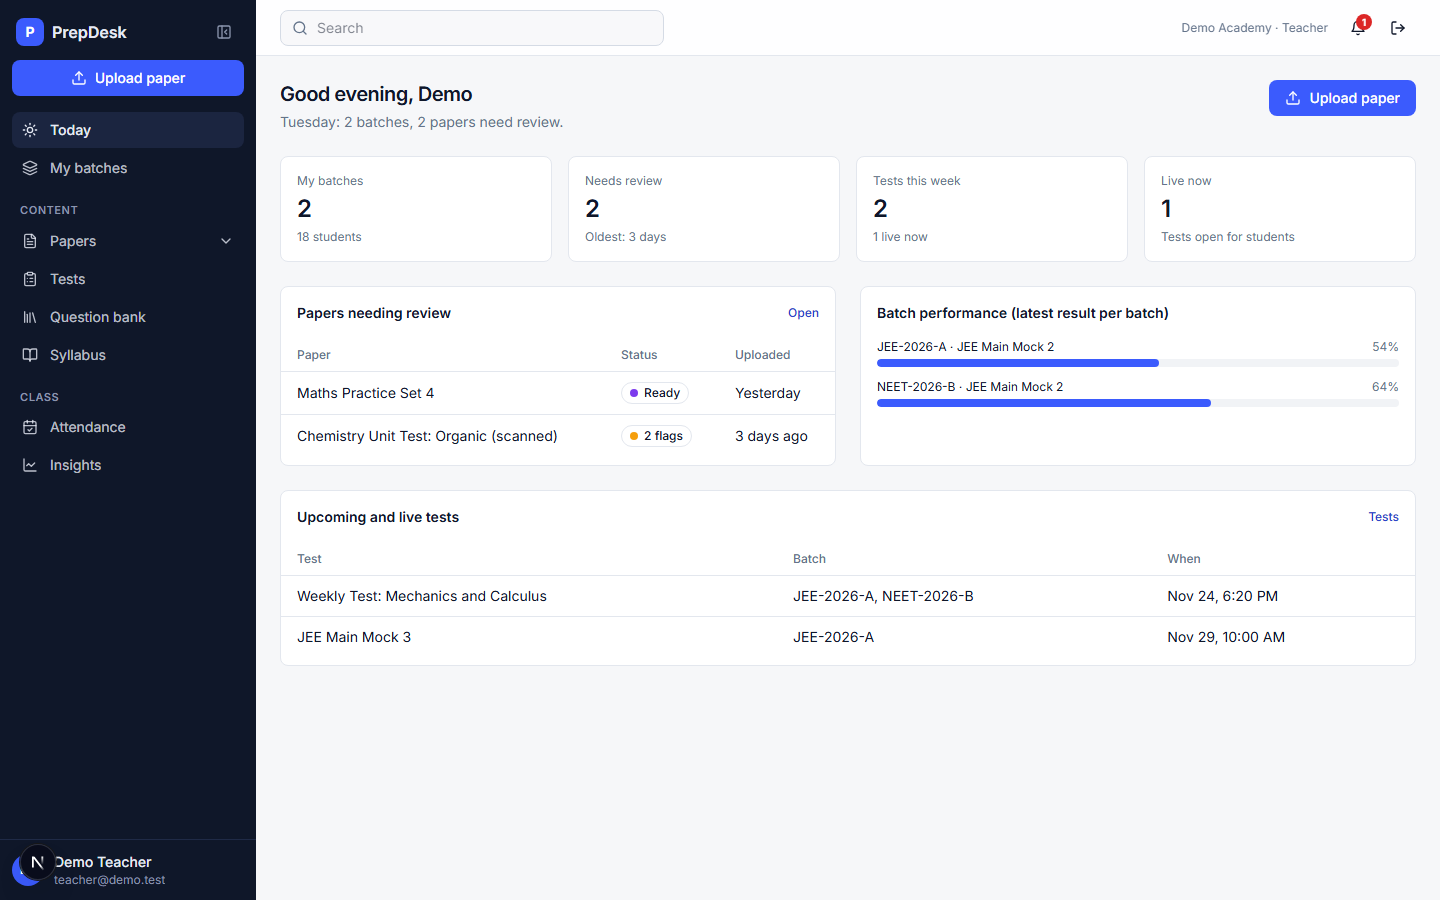 P PrepDesk
Upload paper
Today
My batches
CONTENT
Papers
Tests
Question bank
Syllabus
CLASS
Attendance
Insights
N Demo Teacher
teacher@demo.test
Search
Demo Academy · Teacher
1
Good evening, Demo
Tuesday: 2 batches, 2 papers need review.
Upload paper
My batches
2
18 students
Needs review
2
Oldest: 3 days
Tests this week
2
1 live now
Live now
1
Tests open for students
Papers needing review Open
Paper Status Uploaded
Maths Practice Set 4 Ready Yesterday
Chemistry Unit Test: Organic (scanned) 2 flags 3 days ago
Batch performance (latest result per batch)
JEE-2026-A · JEE Main Mock 2 54%
NEET-2026-B · JEE Main Mock 2 64%
Upcoming and live tests Tests
Test Batch When
Weekly Test: Mechanics and Calculus JEE-2026-A, NEET-2026-B Nov 24, 6:20 PM
JEE Main Mock 3 JEE-2026-A Nov 29, 10:00 AM